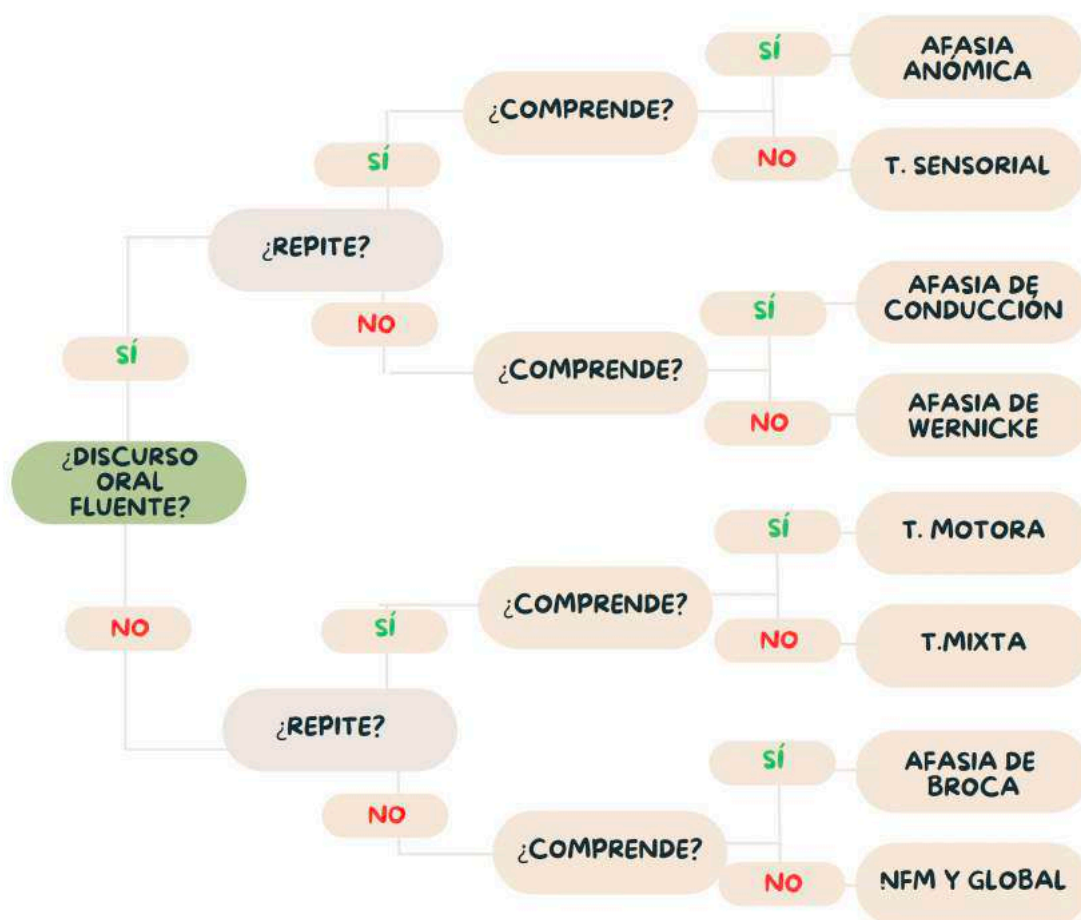 SÍ
AFASIA
ANÓMICA
¿COMPRENDE?
NO
T. SENSORIAL
SÍ
¿REPITE?
NO
SÍ
AFASIA DE
CONDUCCIÓN
¿COMPRENDE?
NO
AFASIA DE
WERNICKE
SÍ
¿DISCURSO
ORAL
FLUENTE?
NO
SÍ
T. MOTORA
¿COMPRENDE?
NO
T.MIXTA
SÍ
¿REPITE?
NO
SÍ
AFASIA DE
BROCA
¿COMPRENDE?
NO
NFM Y GLOBAL